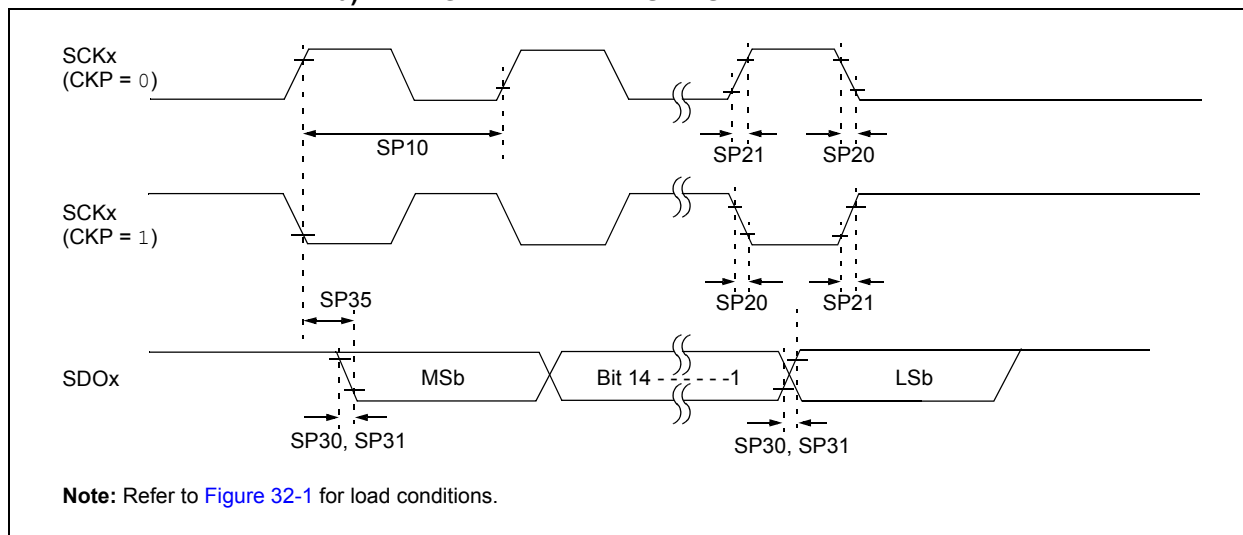 SCKx
(CKP = 0)
SP10
SP21
SP20
SCKx
(CKP = 1)
SP35
SP20
SP21
SDOx
MSb
Bit 14 - - - - - - -1
LSb
SP30, SP31
SP30, SP31
Note: Refer to Figure 32-1 for load conditions.